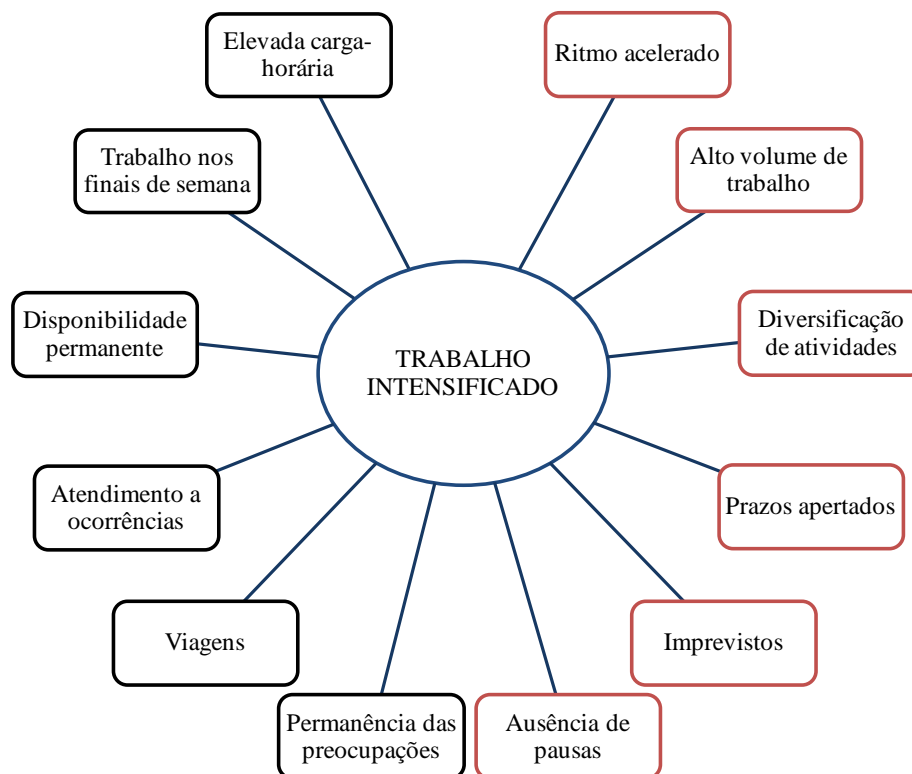 Elevada carga-
horária
Ritmo acelerado
Trabalho nos
finais de semana
Alto volume de
trabalho
Disponibilidade
permanente
Diversificação
de atividades
TRABALHO
INTENSIFICADO
Atendimento a
ocorrências
Prazos apertados
Viagens
Imprevistos
Permanência das
preocupações
Ausência de
pausas